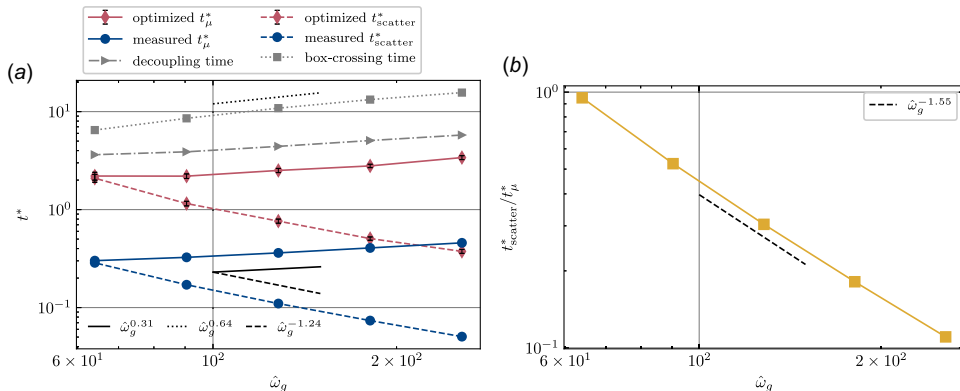 optimized t*_μ
optimized t*_scatter
measured t*_μ
measured t*_scatter
decoupling time
box-crossing time
(a)
(b)
10^1
10^0
10^-1
t*
ω̂_g^0.31
ω̂_g^0.64
ω̂_g^-1.24
6 × 10^1
10^2
2 × 10^2
ω̂_g
10^0
10^-1
t*_scatter/t*_μ
ω̂_g^-1.55
6 × 10^1
10^2
2 × 10^2
ω̂_g